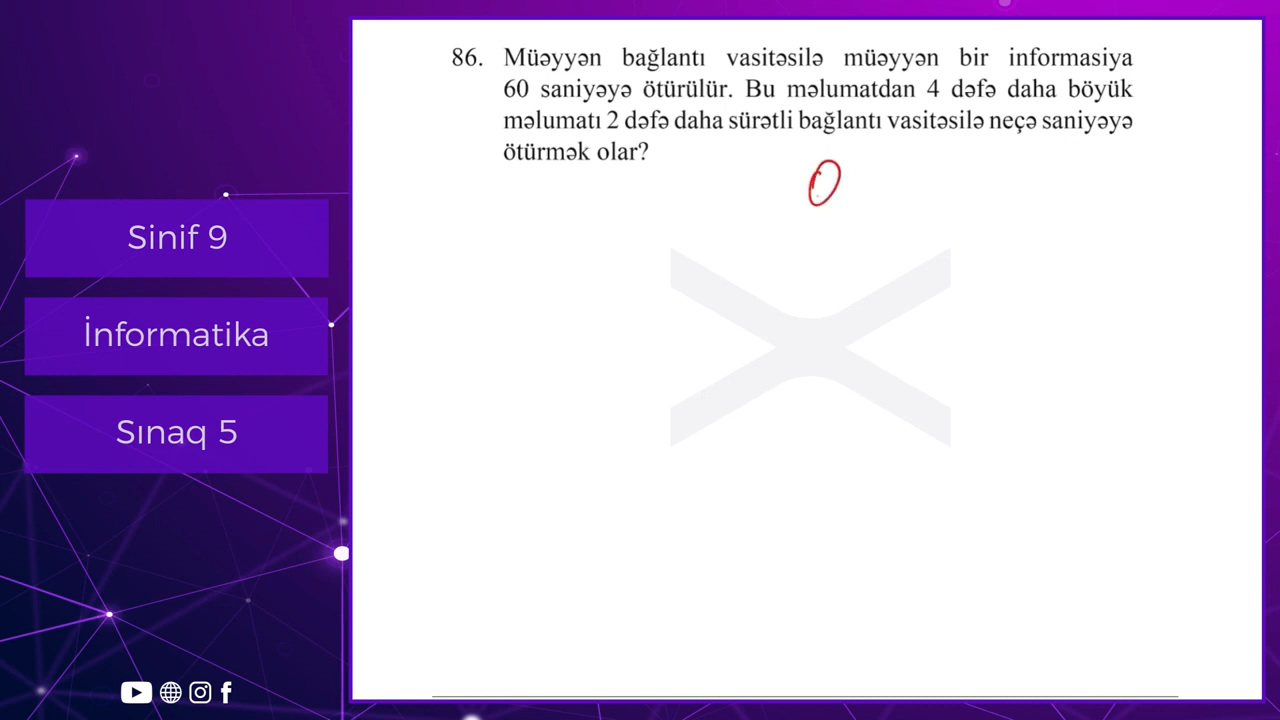 86. Müəyyən bağlantı vasitəsilə müəyyən bir informasiya
60 saniyəyə ötürülür. Bu məlumatdan 4 dəfə daha böyük
məlumatı 2 dəfə daha sürətli bağlantı vasitəsilə neçə saniyəyə
ötürmək olar?
Sinif 9
İnformatika
Sınaq 5